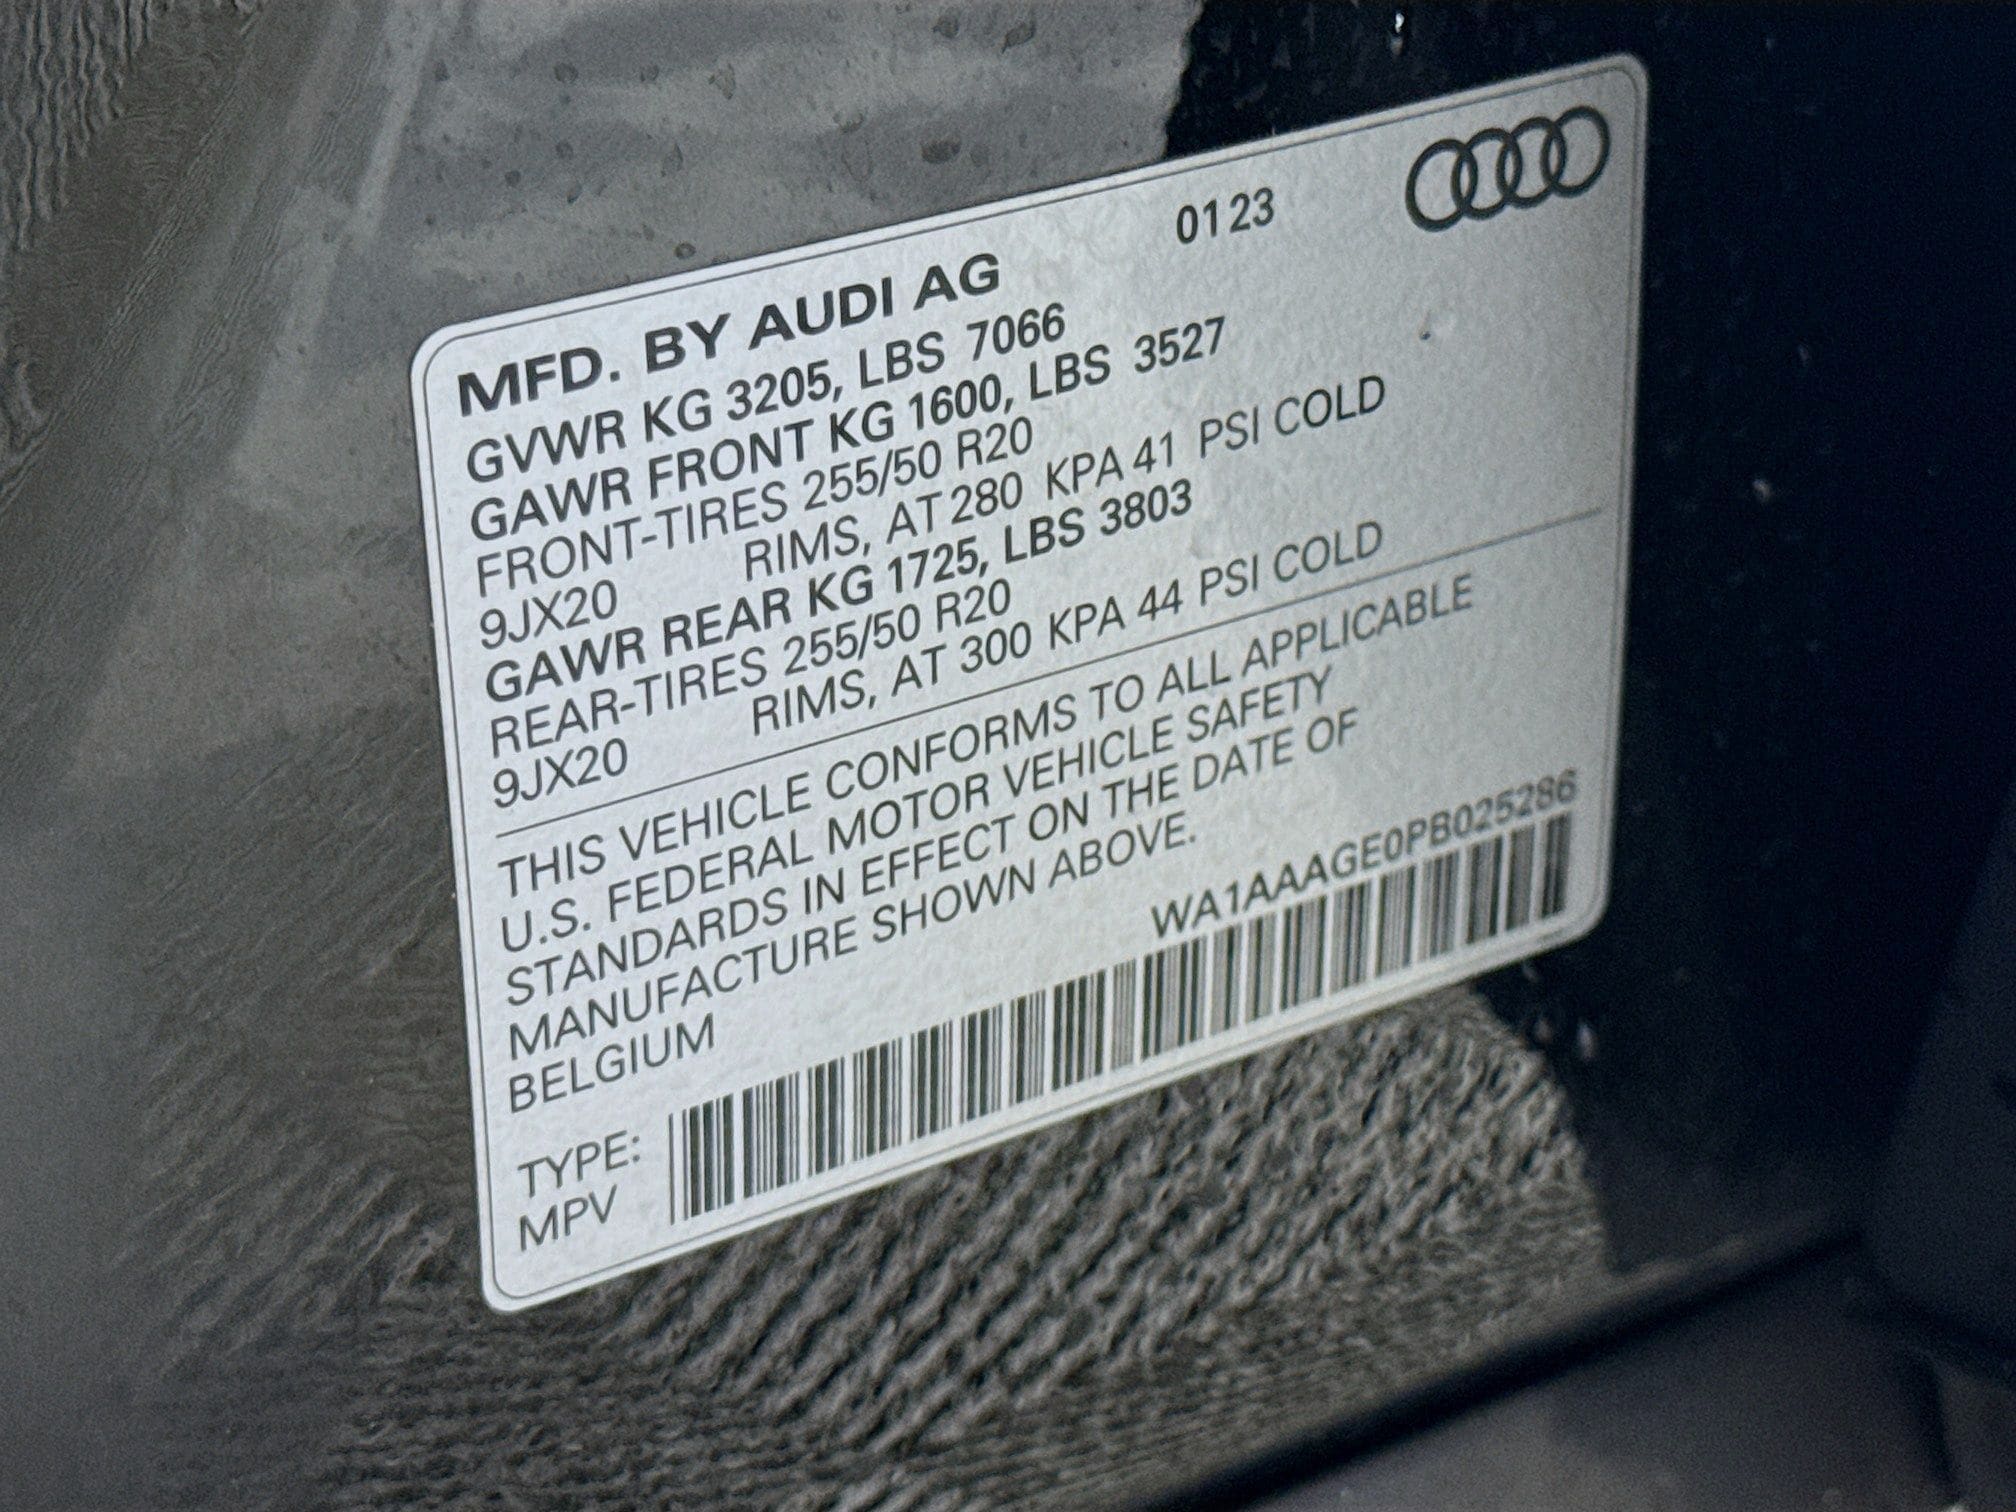 0123
MFD. BY AUDI AG
GVWR KG 3205, LBS 7066
GAWR FRONT KG 1600, LBS 3527
FRONT-TIRES 255/50 R20
9JX20 RIMS, AT 280 KPA 41 PSI COLD
GAWR REAR KG 1725, LBS 3803
REAR-TIRES 255/50 R20
9JX20 RIMS, AT 300 KPA 44 PSI COLD
THIS VEHICLE CONFORMS TO ALL APPLICABLE
U.S. FEDERAL MOTOR VEHICLE SAFETY
STANDARDS IN EFFECT ON THE DATE OF
MANUFACTURE SHOWN ABOVE.
BELGIUM
WA1AAAGE0PB025286
TYPE:
MPV